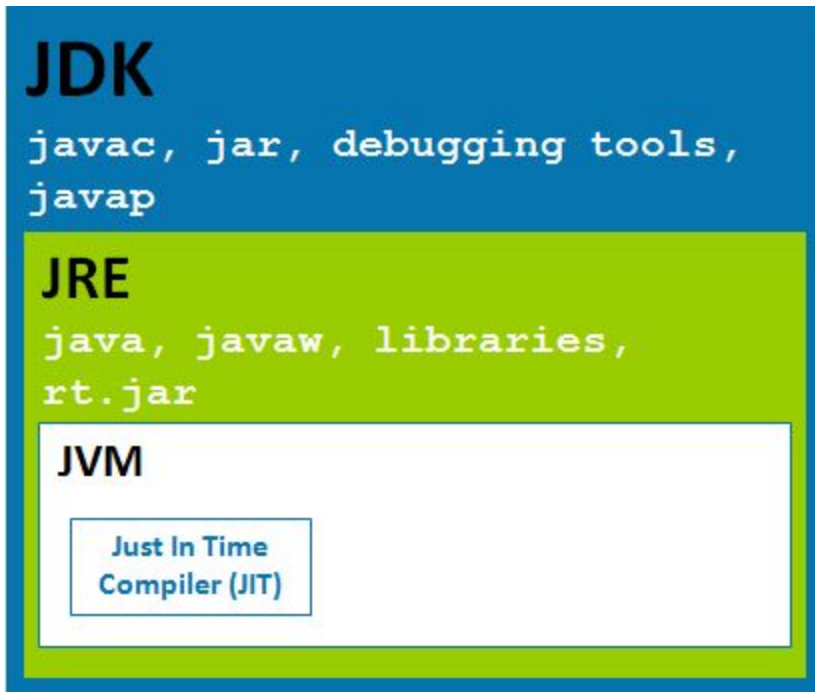 JDK
javac, jar, debugging tools,
javap
JRE
java, javaw, libraries,
rt.jar
JVM
Just In Time
Compiler (JIT)